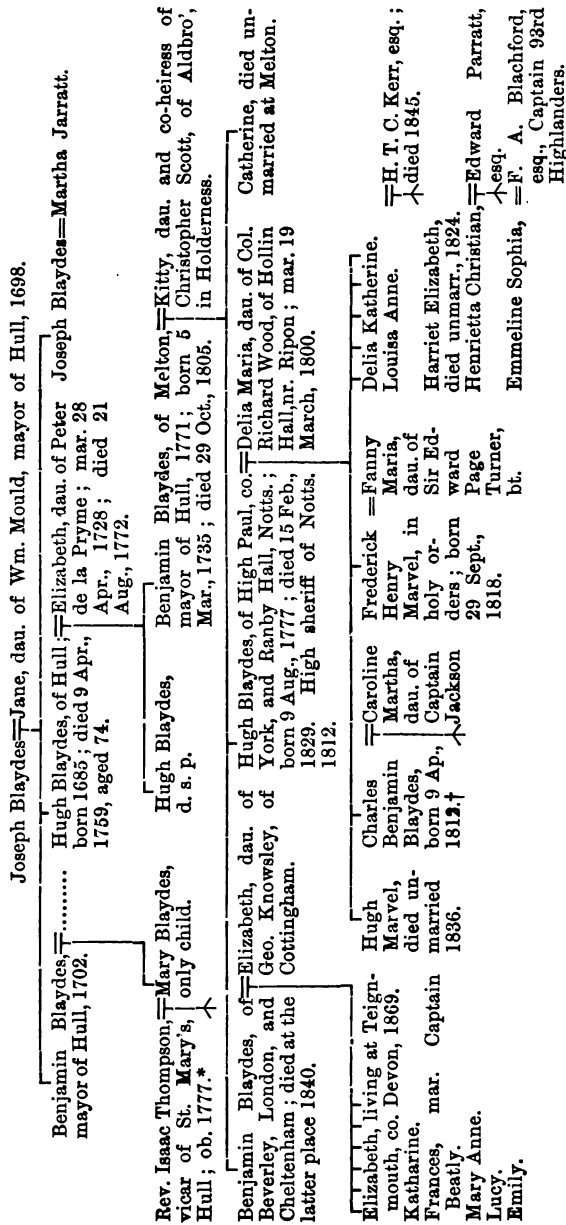 Joseph Blaydes=Jane, dau. of Wm. Mould, mayor of Hull, 1698.
Benjamin Blaydes,=.........
mayor of Hull, 1702.
Hugh Blaydes, of Hull;=Elizabeth, dau. of Peter
born 1685; died 9 Apr.,
1759, aged 74.
de la Pryme; mar. 28
Apr., 1728; died 21
Aug., 1772.
Joseph Blaydes=Martha Jarratt.
Rev. Isaac Thompson,=Mary Blaydes,
vicar of St. Mary's,
Hull; ob. 1777.*
only child.
Hugh Blaydes,
d. s. p.
Benjamin Blaydes, of Melton,=Kitty, dau. and co-heiress of
mayor of Hull, 1771; born 5
Mar., 1735; died 29 Oct., 1805.
Christopher Scott, of Aldbro',
in Holderness.
Benjamin Blaydes, of=Elizabeth, dau. of
Beverley, London, and
Cheltenham; died at the
latter place 1840.
Geo. Knowsley, of
Cottingham.
Hugh Blaydes, of High Paul, co.=Delia Maria, dau. of Col.
York, and Ranby Hall, Notts.;
born 9 Aug., 1777; died 15 Feb.,
1829. High sheriff of Notts.
1812.
Richard Wood, of Hollin
Hall, nr. Ripon; mar. 19
March, 1800.
Catherine, died un-
married at Melton.
Elizabeth, living at Teign-
mouth, co. Devon, 1869.
Katharine.
Frances, mar. Captain
Beatly.
Mary Anne.
Lucy.
Emily.
Hugh
Marvel,
died un-
married
1836.
Charles
Benjamin
Blaydes,
born 9 Ap.,
1812.†
=Caroline
Martha,
dau. of
Captain
Jackson
Frederick
Henry
Marvel, in
holy or-
ders; born
29 Sept.,
1818.
=Fanny
Maria,
dau. of
Sir Ed-
ward
Page
Turner,
bt.
Delia Katherine.
Louisa Anne. =H. T. C. Kerr, esq.;
died 1845.
Harriet Elizabeth,
died unmarr., 1824.
Henrietta Christian,=Edward Parratt,
esq.
Emmeline Sophia, =F. A. Blachford,
esq., Captain 93rd
Highlanders.